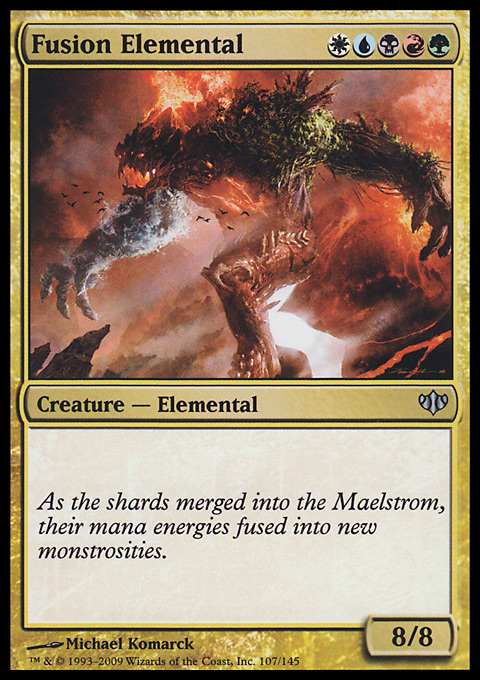 Fusion Elemental
Creature — Elemental
As the shards merged into the Maelstrom,
their mana energies fused into new
monstrosities.
8/8
Michael Komarck
™ & © 1993–2009 Wizards of the Coast, Inc. 107/145